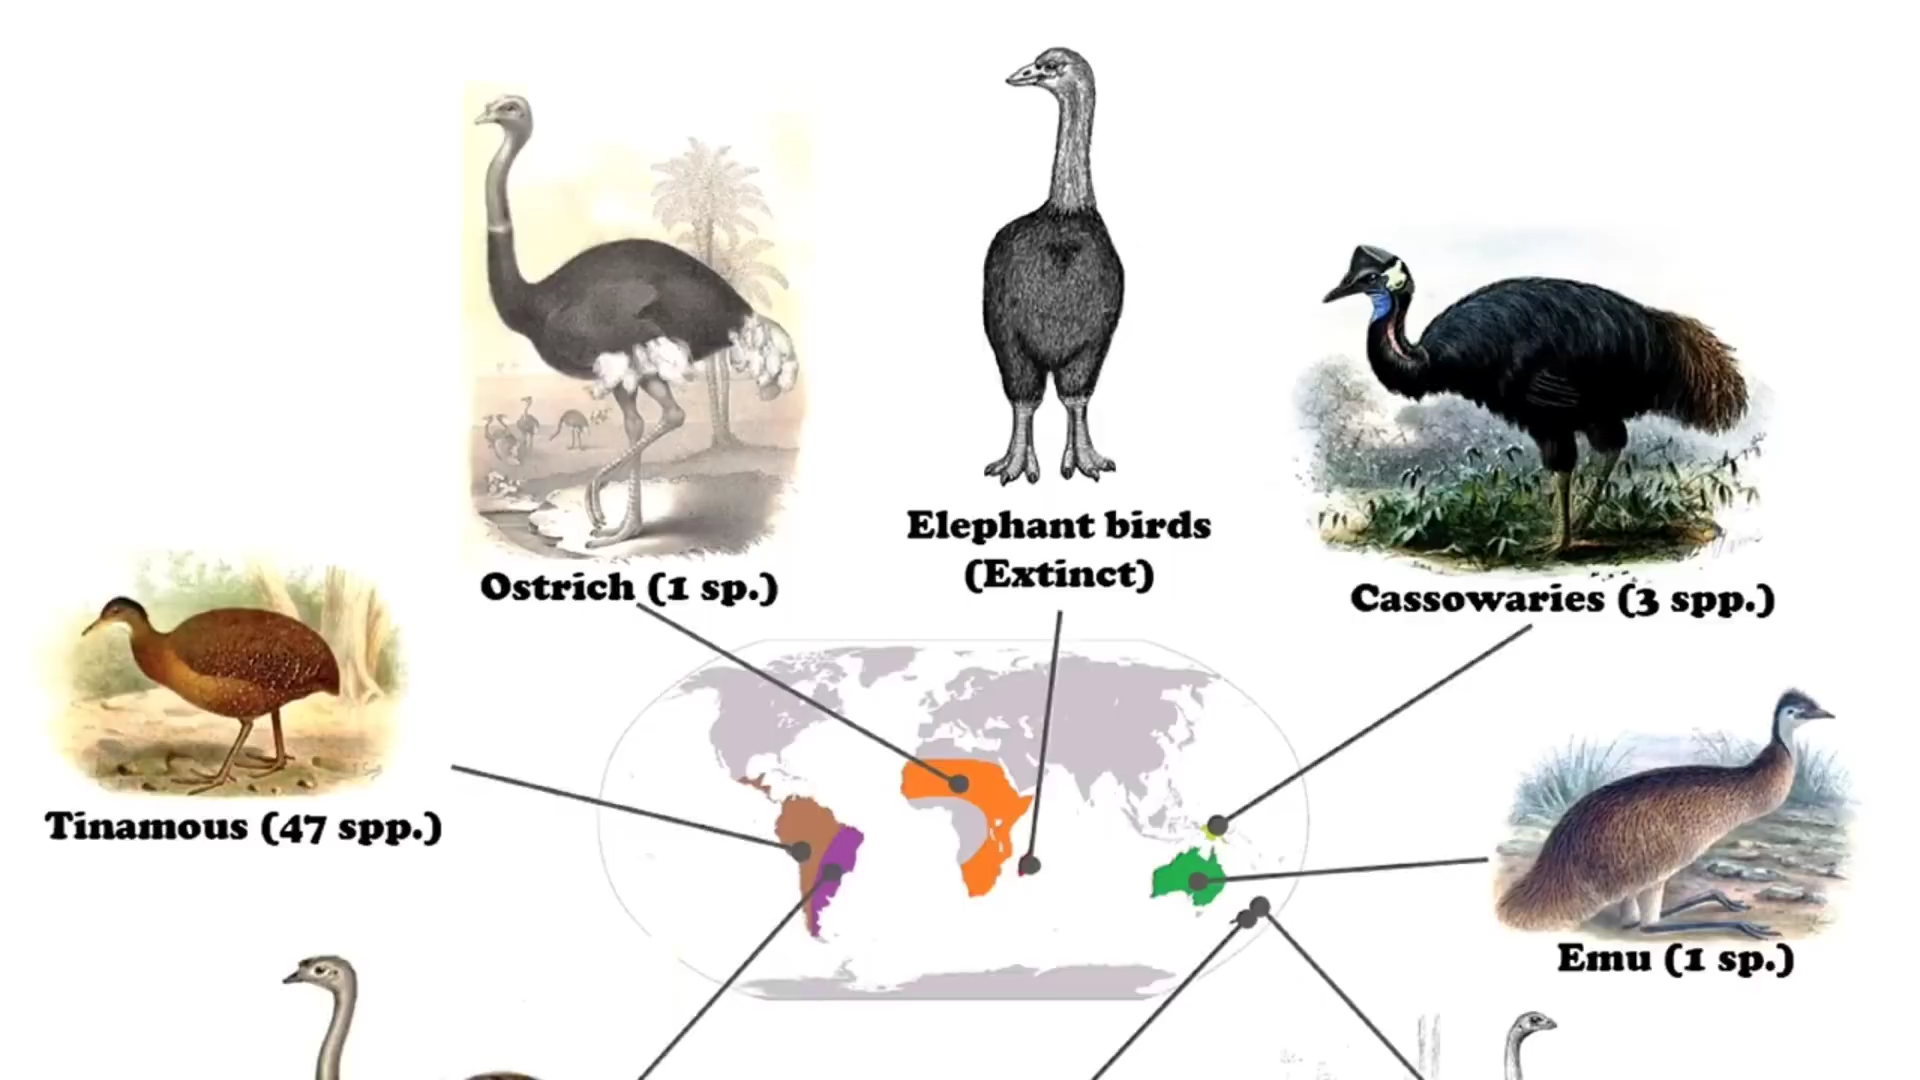 Elephant birds
(Extinct)
Ostrich (1 sp.)
Cassowaries (3 spp.)
Tinamous (47 spp.)
Emu (1 sp.)